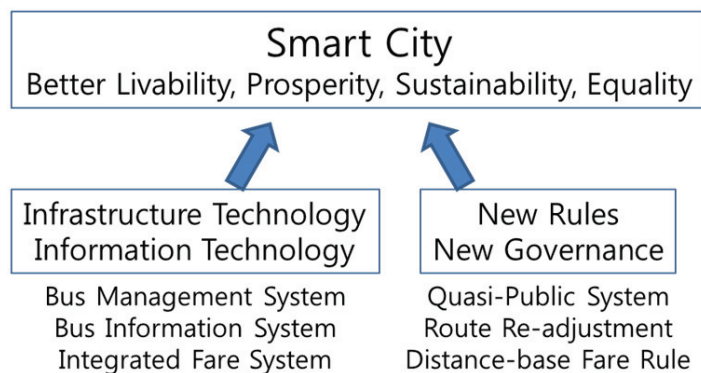 Smart City
Better Livability, Prosperity, Sustainability, Equality
Infrastructure Technology
Information Technology
Bus Management System
Bus Information System
Integrated Fare System
New Rules
New Governance
Quasi-Public System
Route Re-adjustment
Distance-base Fare Rule